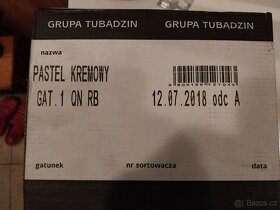 GRUPA TUBADZIN GRUPA TUBADZIN
nazwa
PASTEL KREMOWY
GAT. 1 QN RB 12.07.2018 odc A
gatunek nr sortowacza data
Bazos.cz